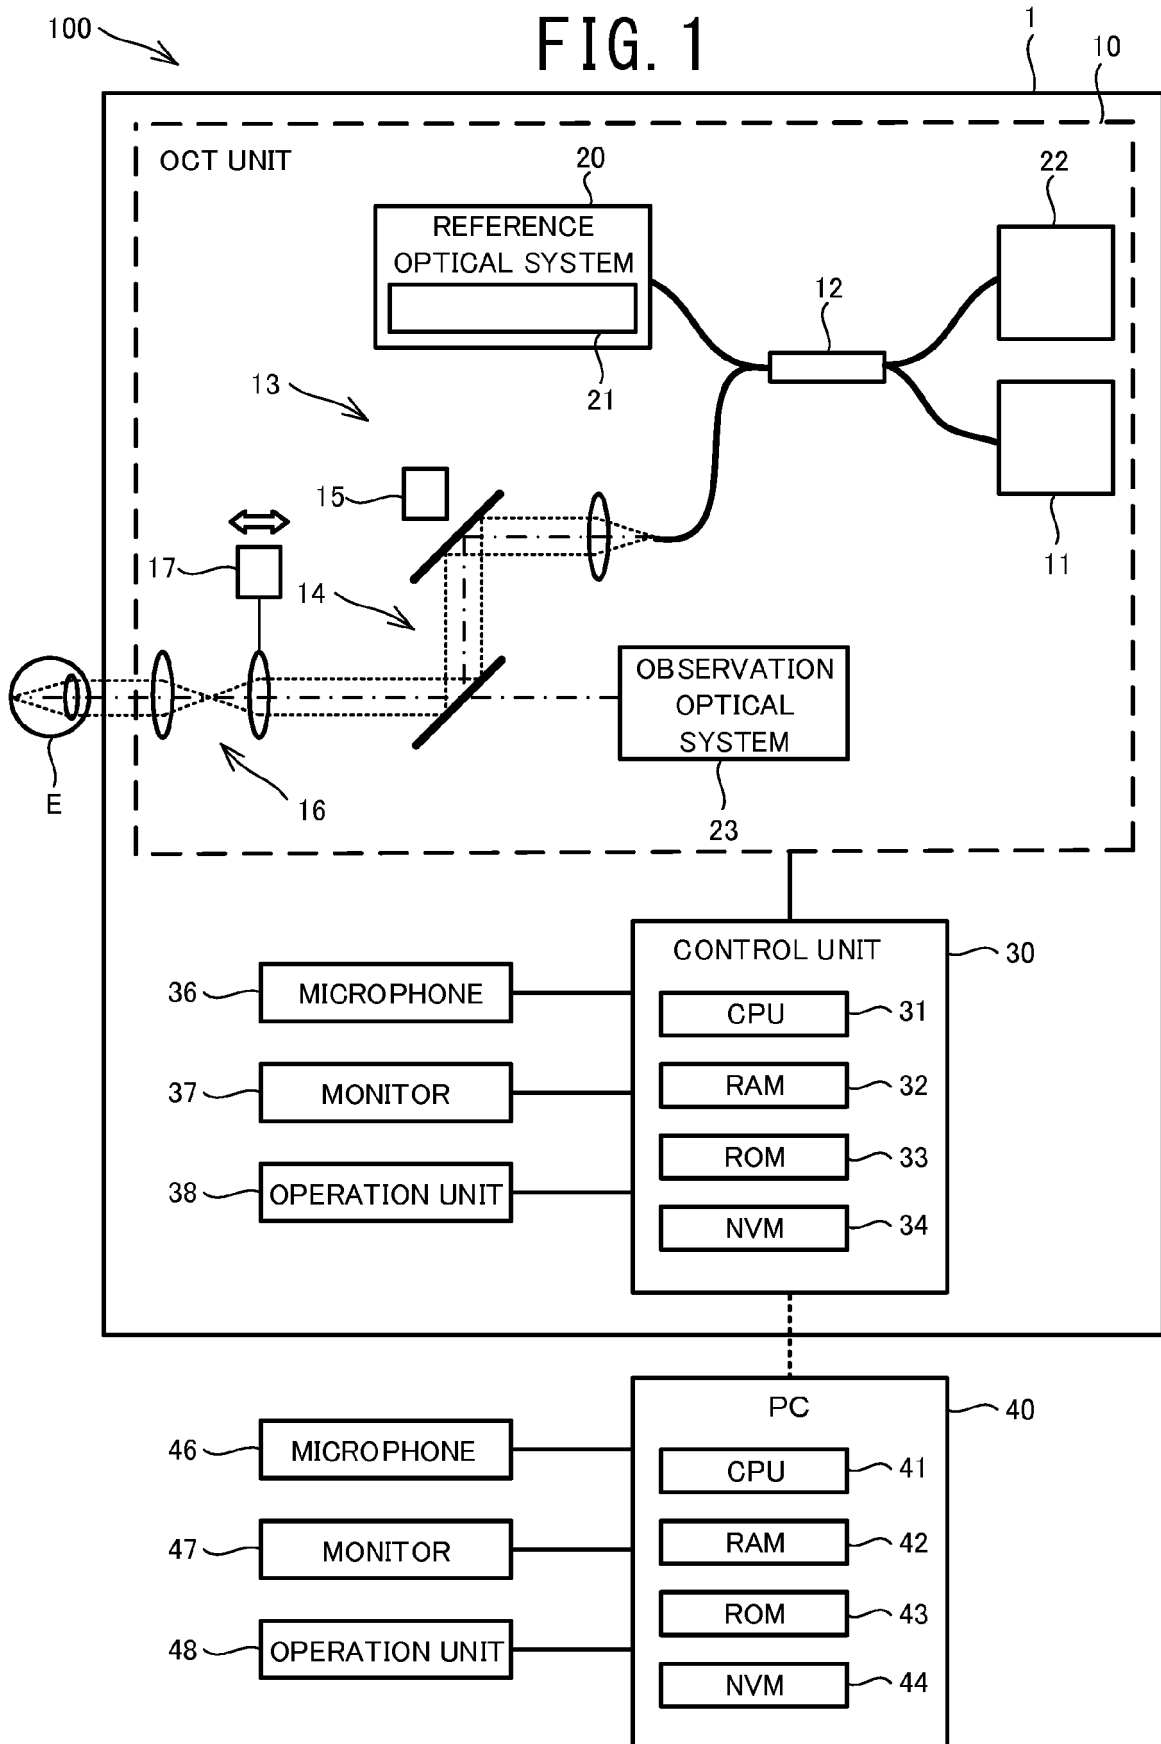 FIG. 1
100
1
10
OCT UNIT
20
22
REFERENCE
OPTICAL SYSTEM
12
21
13
15
11
17
14
OBSERVATION
OPTICAL
SYSTEM
E
16
23
CONTROL UNIT
30
36
MICROPHONE
CPU
31
37
MONITOR
RAM
32
ROM
33
38
OPERATION UNIT
NVM
34
PC
40
46
MICROPHONE
CPU
41
47
MONITOR
RAM
42
ROM
43
48
OPERATION UNIT
NVM
44